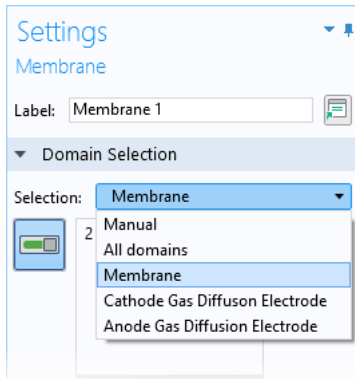 Settings
Membrane
Label: Membrane 1
Domain Selection
Selection: Membrane
2
Manual
All domains
Membrane
Cathode Gas Diffuson Electrode
Anode Gas Diffusion Electrode